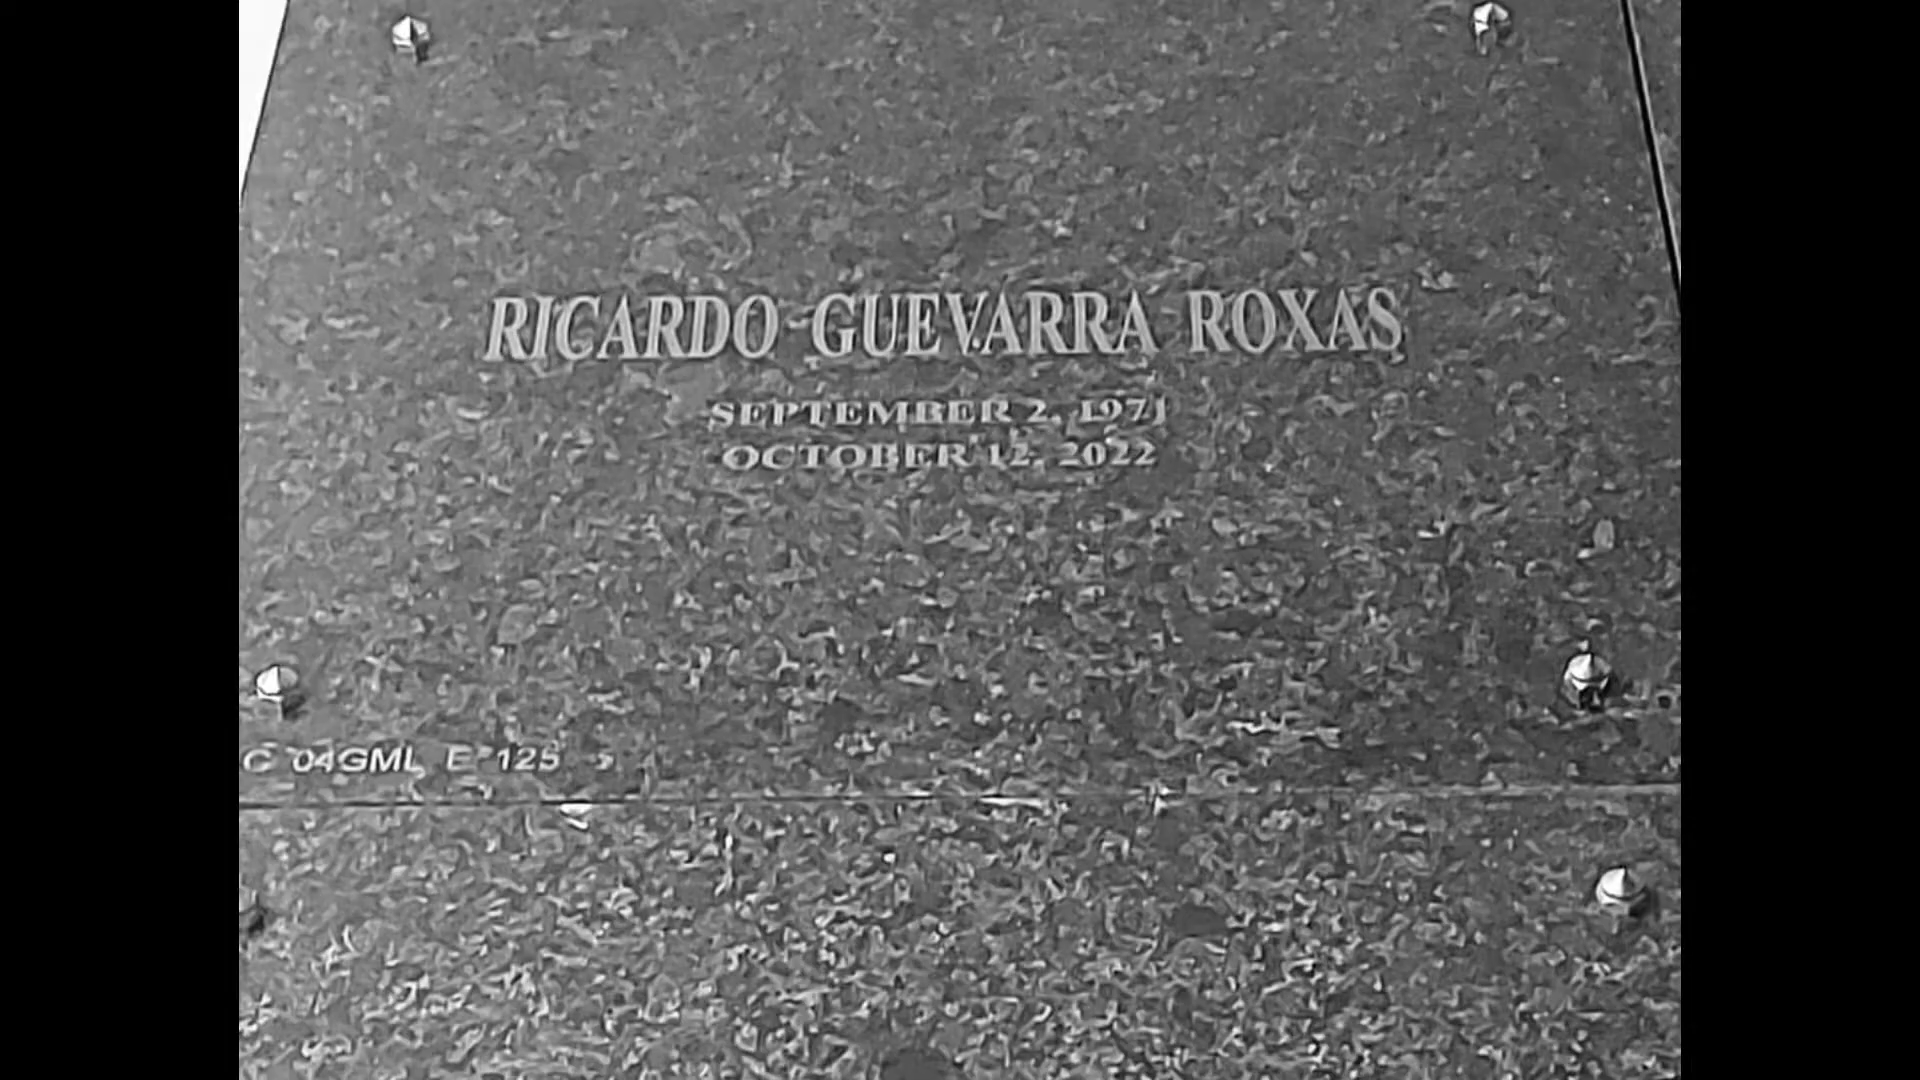 RICARDO GUEVARRA ROXAS
SEPTEMBER 2, 1971
OCTOBER 12, 2022
C 04GML E 125